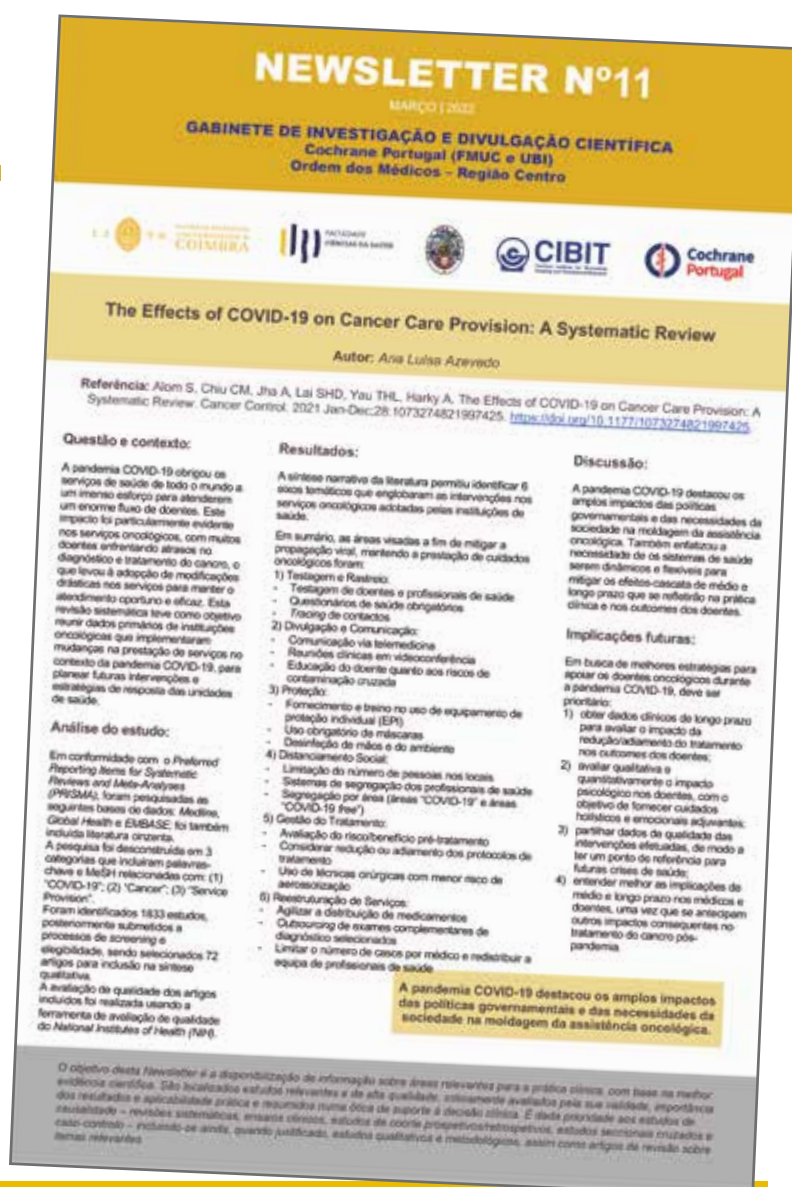 NEWSLETTER Nº11
MARÇO | 2022
GABINETE DE INVESTIGAÇÃO E DIVULGAÇÃO CIENTÍFICA
Cochrane Portugal (FMUC e UBI)
Ordem dos Médicos – Região Centro
COIMBRA
FACULDADE
CIÊNCIAS DA SAÚDE
CIBIT
Cochrane
Portugal
The Effects of COVID-19 on Cancer Care Provision: A Systematic Review
Autor: Ana Luísa Azevedo
Referência: Alom S, Chiu CM, Jha A, Lai SHD, Yau THL, Harky A. The Effects of COVID-19 on Cancer Care Provision: A
Systematic Review. Cancer Control. 2021 Jan-Dec;28:1073274821997425. https://doi.org/10.1177/1073274821997425.
Questão e contexto:
A pandemia COVID-19 obrigou os
serviços de saúde de todo o mundo a
um imenso esforço para atenderem
um enorme fluxo de doentes. Este
impacto foi particularmente evidente
nos serviços oncológicos, com muitos
doentes enfrentando atrasos no
diagnóstico e tratamento do cancro, o
que levou à adopção de modificações
drásticas nos serviços para manter o
atendimento oportuno e eficaz. Esta
revisão sistemática teve como objetivo
reunir dados primários de instituições
oncológicas que implementaram
mudanças na prestação de serviços no
contexto da pandemia COVID-19, para
planear futuras intervenções e
estratégias de resposta das unidades
de saúde.
Análise do estudo:
Em conformidade com o Preferred
Reporting Items for Systematic
Reviews and Meta-Analyses
(PRISMA), foram pesquisadas as
seguintes bases de dados: Medline,
Global Health e EMBASE; foi também
incluída literatura cinzenta.
A pesquisa foi desconstruída em 3
categorias que incluíram palavras-
chave e MeSH relacionadas com: (1)
"COVID-19"; (2) "Cancer"; (3) "Service
Provision".
Foram identificados 1833 estudos,
posteriormente submetidos a
processos de screening e
elegibilidade, sendo selecionados 72
artigos para inclusão na síntese
qualitativa.
A avaliação de qualidade dos artigos
incluídos foi realizada usando a
ferramenta de avaliação de qualidade
do National Institutes of Health (NIH).
Resultados:
A síntese narrativa da literatura permitiu identificar 6
eixos temáticos que englobaram as intervenções nos
serviços oncológicos adotadas pelas instituições de
saúde.
Em sumário, as áreas visadas a fim de mitigar a
propagação viral, mantendo a prestação de cuidados
oncológicos foram:
1) Testagem e Rastreio:
- Testagem de doentes e profissionais de saúde
- Questionários de saúde obrigatórios
- Tracing de contactos
2) Divulgação e Comunicação:
- Comunicação via telemedicina
- Reuniões clínicas em videoconferência
- Educação do doente quanto aos riscos de
contaminação cruzada
3) Proteção:
- Fornecimento e treino no uso de equipamento de
proteção individual (EPI)
- Uso obrigatório de máscaras
- Desinfeção de mãos e do ambiente
4) Distanciamento Social:
- Limitação do número de pessoas nos locais
- Sistemas de segregação dos profissionais de saúde
- Segregação por área (áreas "COVID-19" e áreas
"COVID-19 free")
5) Gestão do Tratamento:
- Avaliação do risco/benefício pré-tratamento
- Considerar redução ou adiamento dos protocolos de
tratamento
- Uso de técnicas cirúrgicas com menor risco de
aerossolização
6) Reestruturação de Serviços:
- Agilizar a distribuição de medicamentos
- Outsourcing de exames complementares de
diagnóstico selecionados
- Limitar o número de casos por médico e redistribuir a
equipa de profissionais de saúde
Discussão:
A pandemia COVID-19 destacou os
amplos impactos das políticas
governamentais e das necessidades da
sociedade na moldagem da assistência
oncológica. Também enfatizou a
necessidade de os sistemas de saúde
serem dinâmicos e flexíveis para
mitigar os efeitos-cascata de médio e
longo prazo que se refletirão na prática
clínica e nos outcomes dos doentes.
Implicações futuras:
Em busca de melhores estratégias para
apoiar os doentes oncológicos durante
a pandemia COVID-19, deve ser
prioritário:
1) obter dados clínicos de longo prazo
para avaliar o impacto da
redução/adiamento do tratamento
nos outcomes dos doentes;
2) avaliar qualitativa e
quantitativamente o impacto
psicológico nos doentes, com o
objetivo de fornecer cuidados
holísticos e emocionais adjuvantes;
3) partilhar dados de qualidade das
intervenções efetuadas, de modo a
ter um ponto de referência para
futuras crises de saúde;
4) entender melhor as implicações de
médio e longo prazo nos médicos e
doentes, uma vez que se antecipam
outros impactos consequentes no
tratamento do cancro pós-
pandemia.
A pandemia COVID-19 destacou os amplos impactos
das políticas governamentais e das necessidades da
sociedade na moldagem da assistência oncológica.
O objetivo desta Newsletter é a disponibilização de informação sobre áreas relevantes para a prática clínica, com base na melhor
evidência científica. São localizados estudos relevantes e de alta qualidade, criticamente avaliados pela sua validade, importância
dos resultados e aplicabilidade prática e resumidos numa ótica de suporte à decisão clínica. É dada prioridade aos estudos de
causalidade – revisões sistemáticas, ensaios clínicos, estudos de coorte prospetivos/retrospetivos, estudos seccionais cruzados e
caso-controlo – incluindo-se ainda, quando justificado, estudos qualitativos e metodológicos, assim como artigos de revisão sobre
temas relevantes.